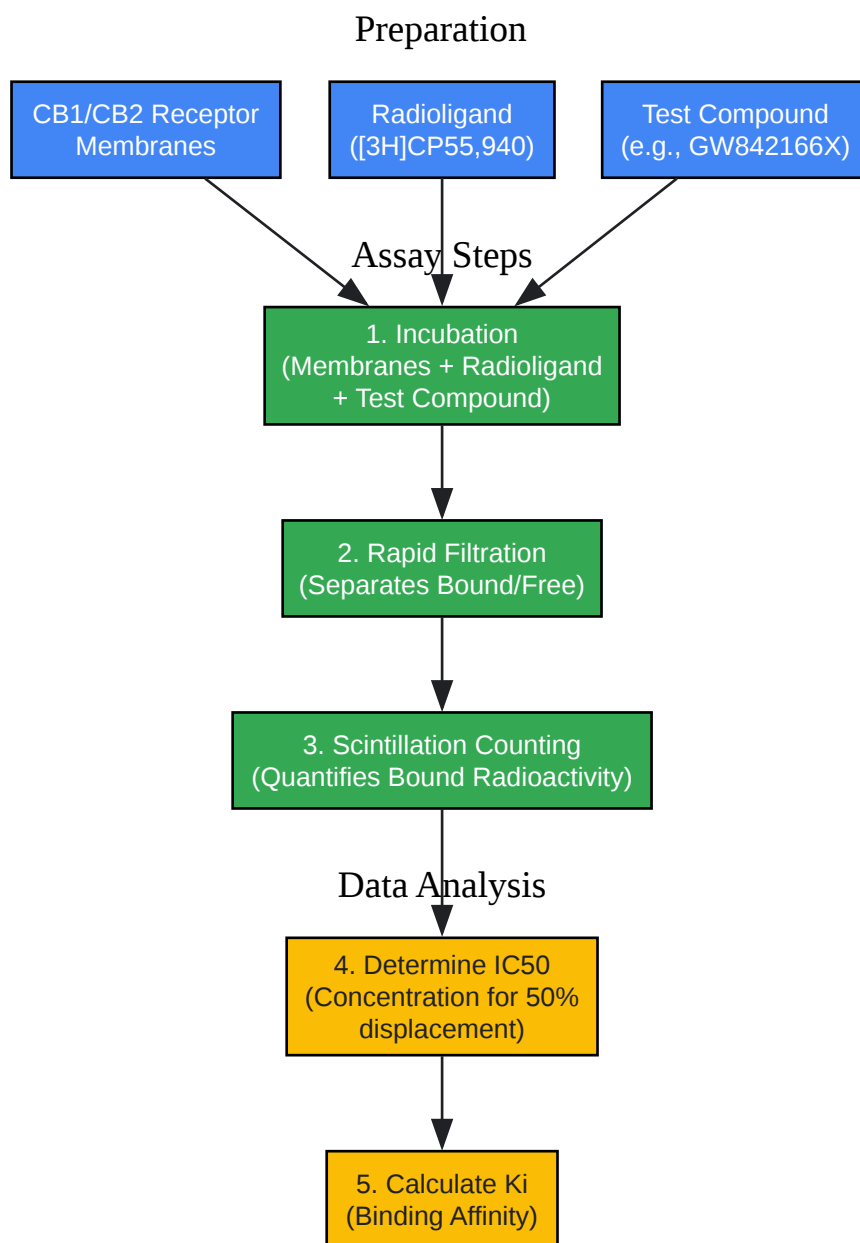 Preparation
CB1/CB2 Receptor
Membranes
Radioligand
([3H]CP55,940)
Test Compound
(e.g., GW842166X)
Assay Steps
1. Incubation
(Membranes + Radioligand
+ Test Compound)
2. Rapid Filtration
(Separates Bound/Free)
3. Scintillation Counting
(Quantifies Bound Radioactivity)
Data Analysis
4. Determine IC50
(Concentration for 50%
displacement)
5. Calculate Ki
(Binding Affinity)